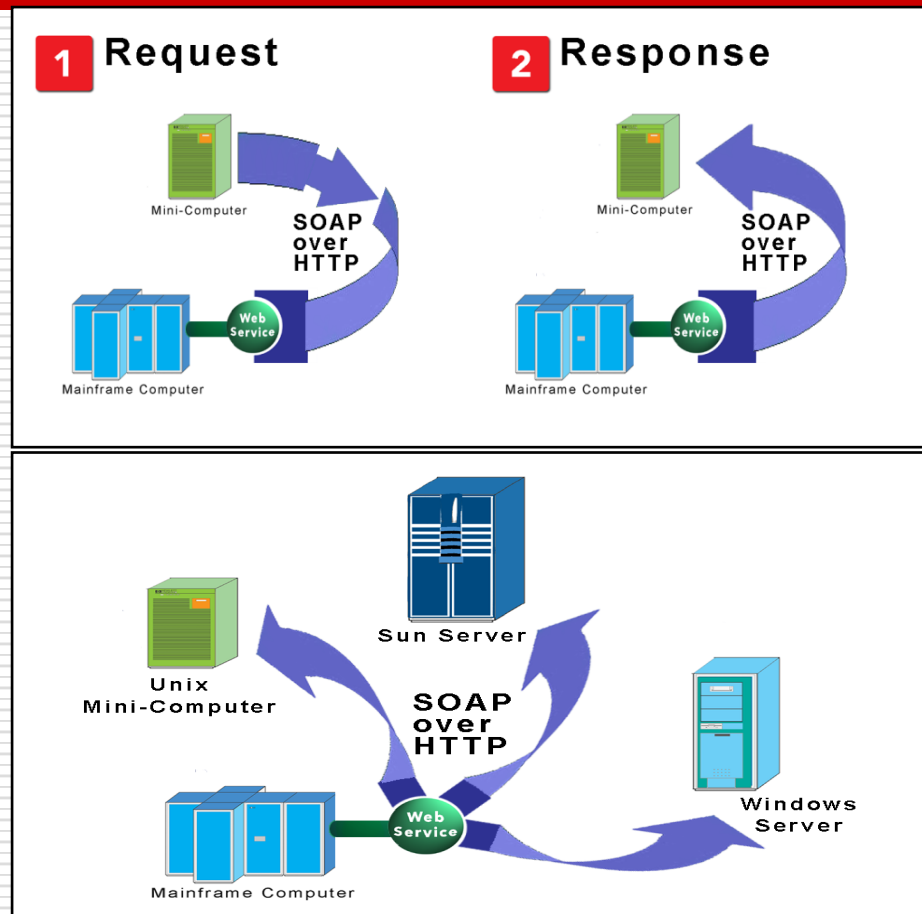 1 Request
Mini-Computer
SOAP
over
HTTP
Web
Service
Mainframe Computer
2 Response
Mini-Computer
SOAP
over
HTTP
Web
Service
Mainframe Computer
Sun Server
Unix
Mini-Computer
SOAP
over
HTTP
Windows
Server
Web
Service
Mainframe Computer